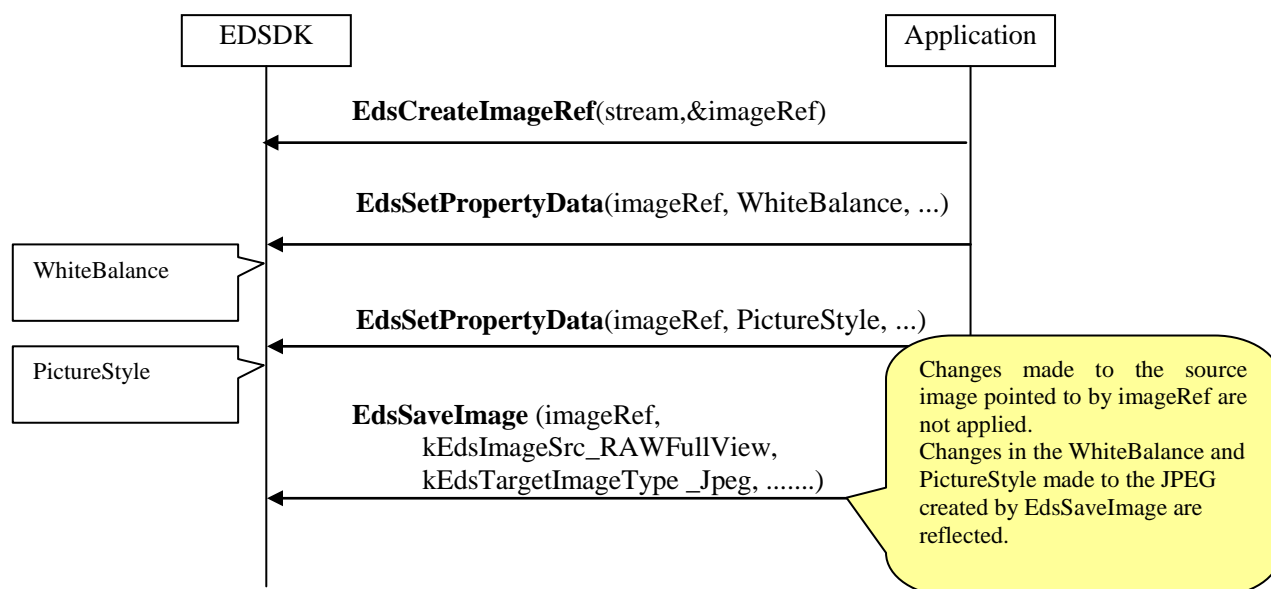 EDSDK
Application
EdsCreateImageRef(stream,&imageRef)
EdsSetPropertyData(imageRef, WhiteBalance, ...)
WhiteBalance
EdsSetPropertyData(imageRef, PictureStyle, ...)
PictureStyle
EdsSaveImage (imageRef,
kEdsImageSrc_RAWFullView,
kEdsTargetImageType _Jpeg, .......)
Changes made to the source
image pointed to by imageRef are
not applied.
Changes in the WhiteBalance and
PictureStyle made to the JPEG
created by EdsSaveImage are
reflected.